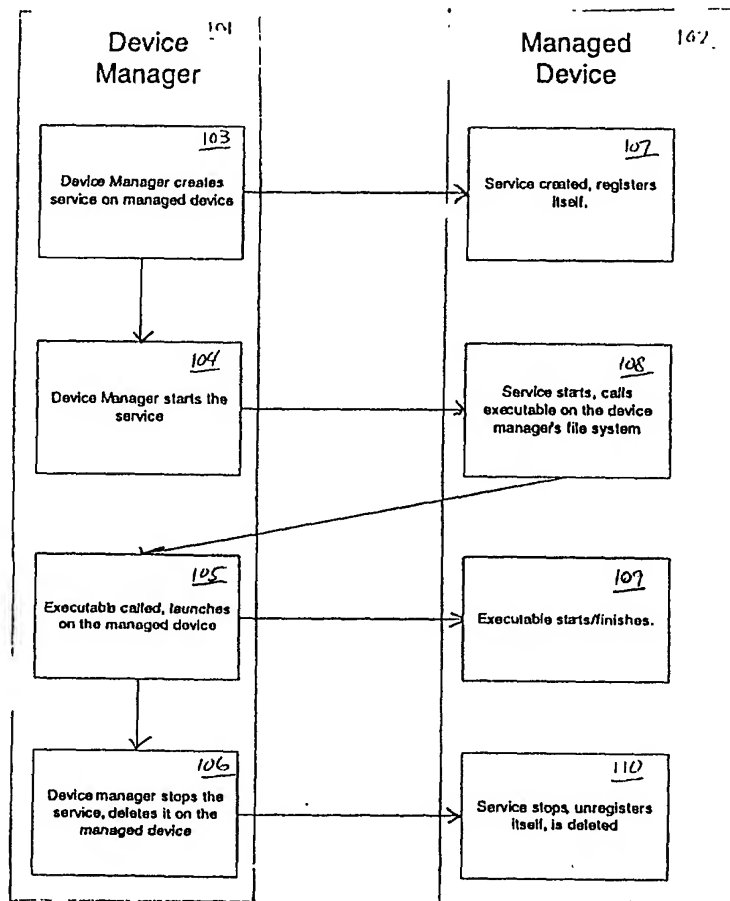 Device 101
Manager
Managed 102
Device
103
Device Manager creates
service on managed device
107
Service created, registers
itself.
104
Device Manager starts the
service
108
Service starts, calls
executable on the device
manager's file system
105
Executable called, launches
on the managed device
109
Executable starts/finishes.
106
Device manager stops the
service, deletes it on the
managed device
110
Service stops, unregisters
itself, is deleted